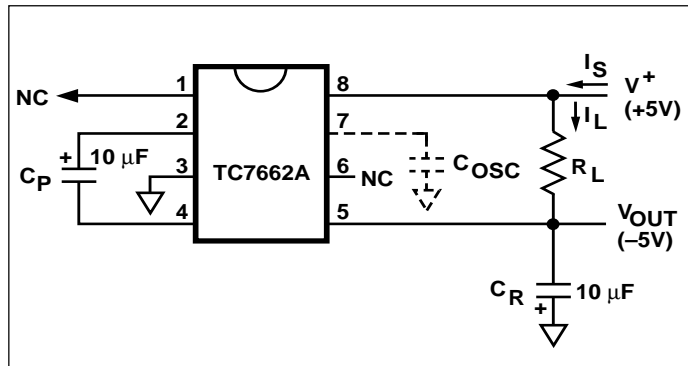 I_S
1
8
V^+
NC
(+5V)
I_L
2
7
+
10 µF
C_P
TC7662A
C_OSC
R_L
3
6
NC
4
5
V_OUT
(–5V)
C_R
10 µF
+